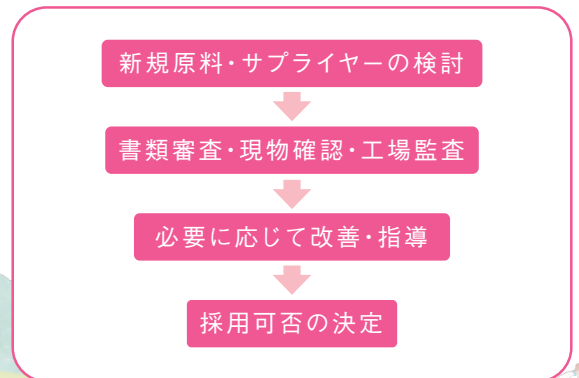 新規原料・サプライヤーの検討
書類審査・現物確認・工場監査
必要に応じて改善・指導
採用可否の決定